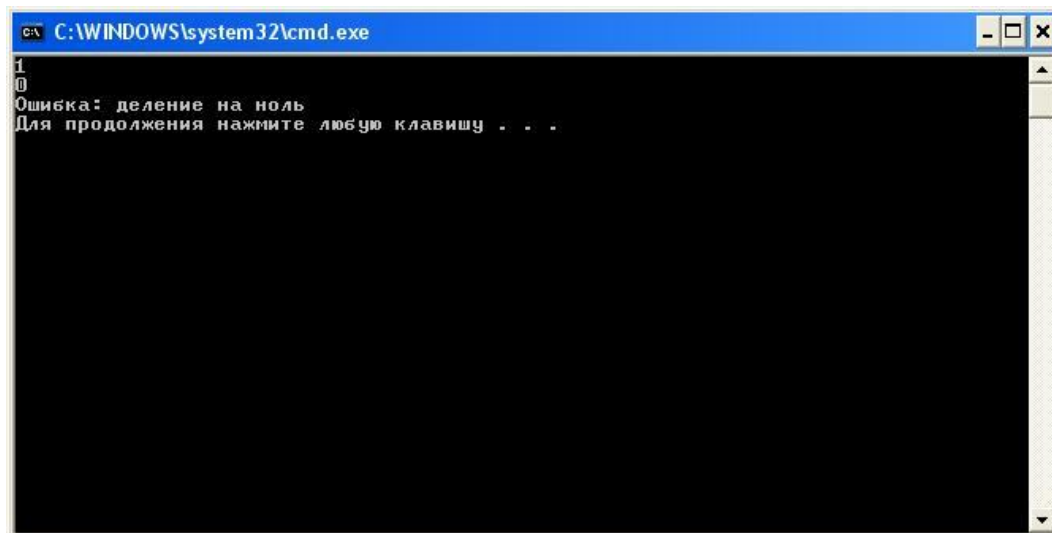 C:\WINDOWS\system32\cmd.exe
1
0
Ошибка: деление на ноль
Для продолжения нажмите любую клавишу . . .